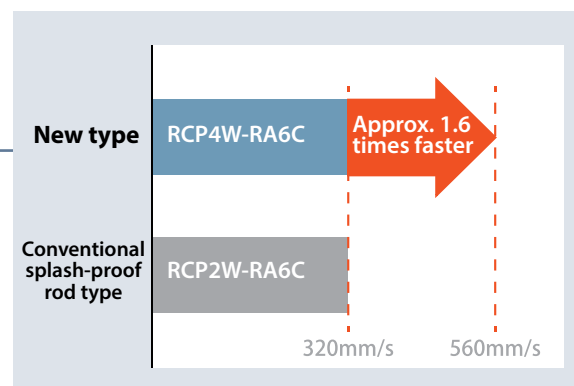 New type
RCP4W-RA6C
Approx. 1.6
times faster
Conventional
splash-proof
rod type
RCP2W-RA6C
320mm/s
560mm/s